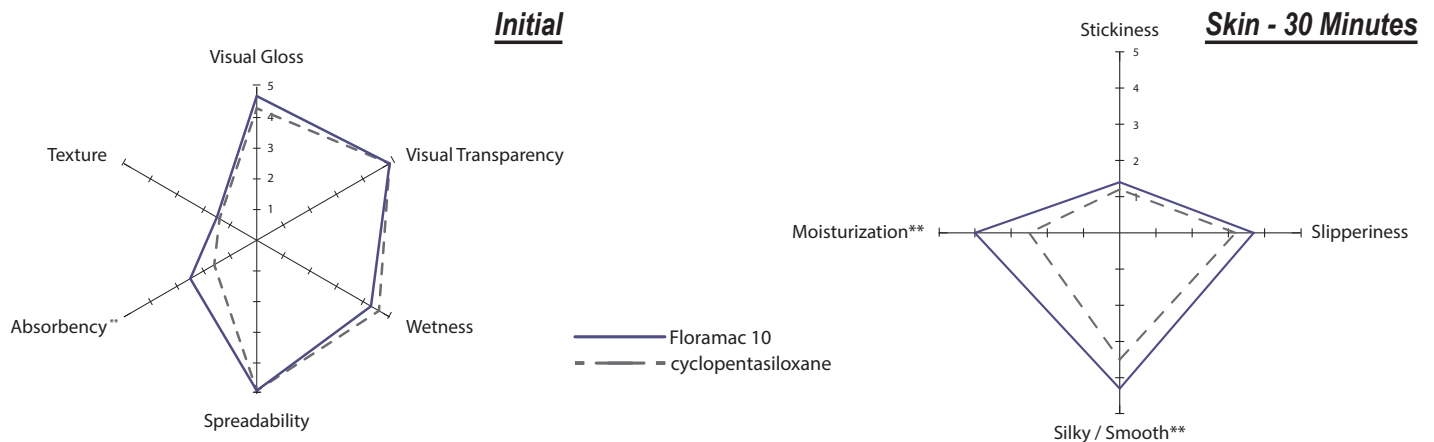 Initial
Visual Gloss
5
4
3
2
1
Texture
Visual Transparency
Absorbency**
Wetness
Spreadability
Floramac 10
cyclopentasiloxane
Skin - 30 Minutes
Stickiness
5
4
3
2
1
Moisturization**
Slipperiness
Silky / Smooth**